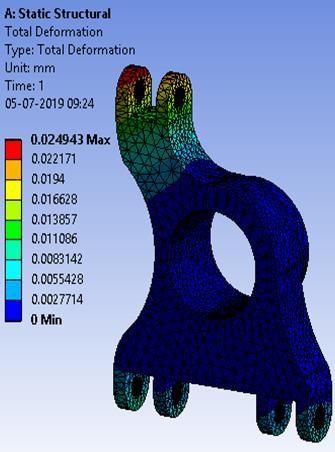 A: Static Structural
Total Deformation
Type: Total Deformation
Unit: mm
Time: 1
05-07-2019 09:24
0.024943 Max
0.022171
0.0194
0.016628
0.013857
0.011086
0.0083142
0.0055428
0.0027714
0 Min